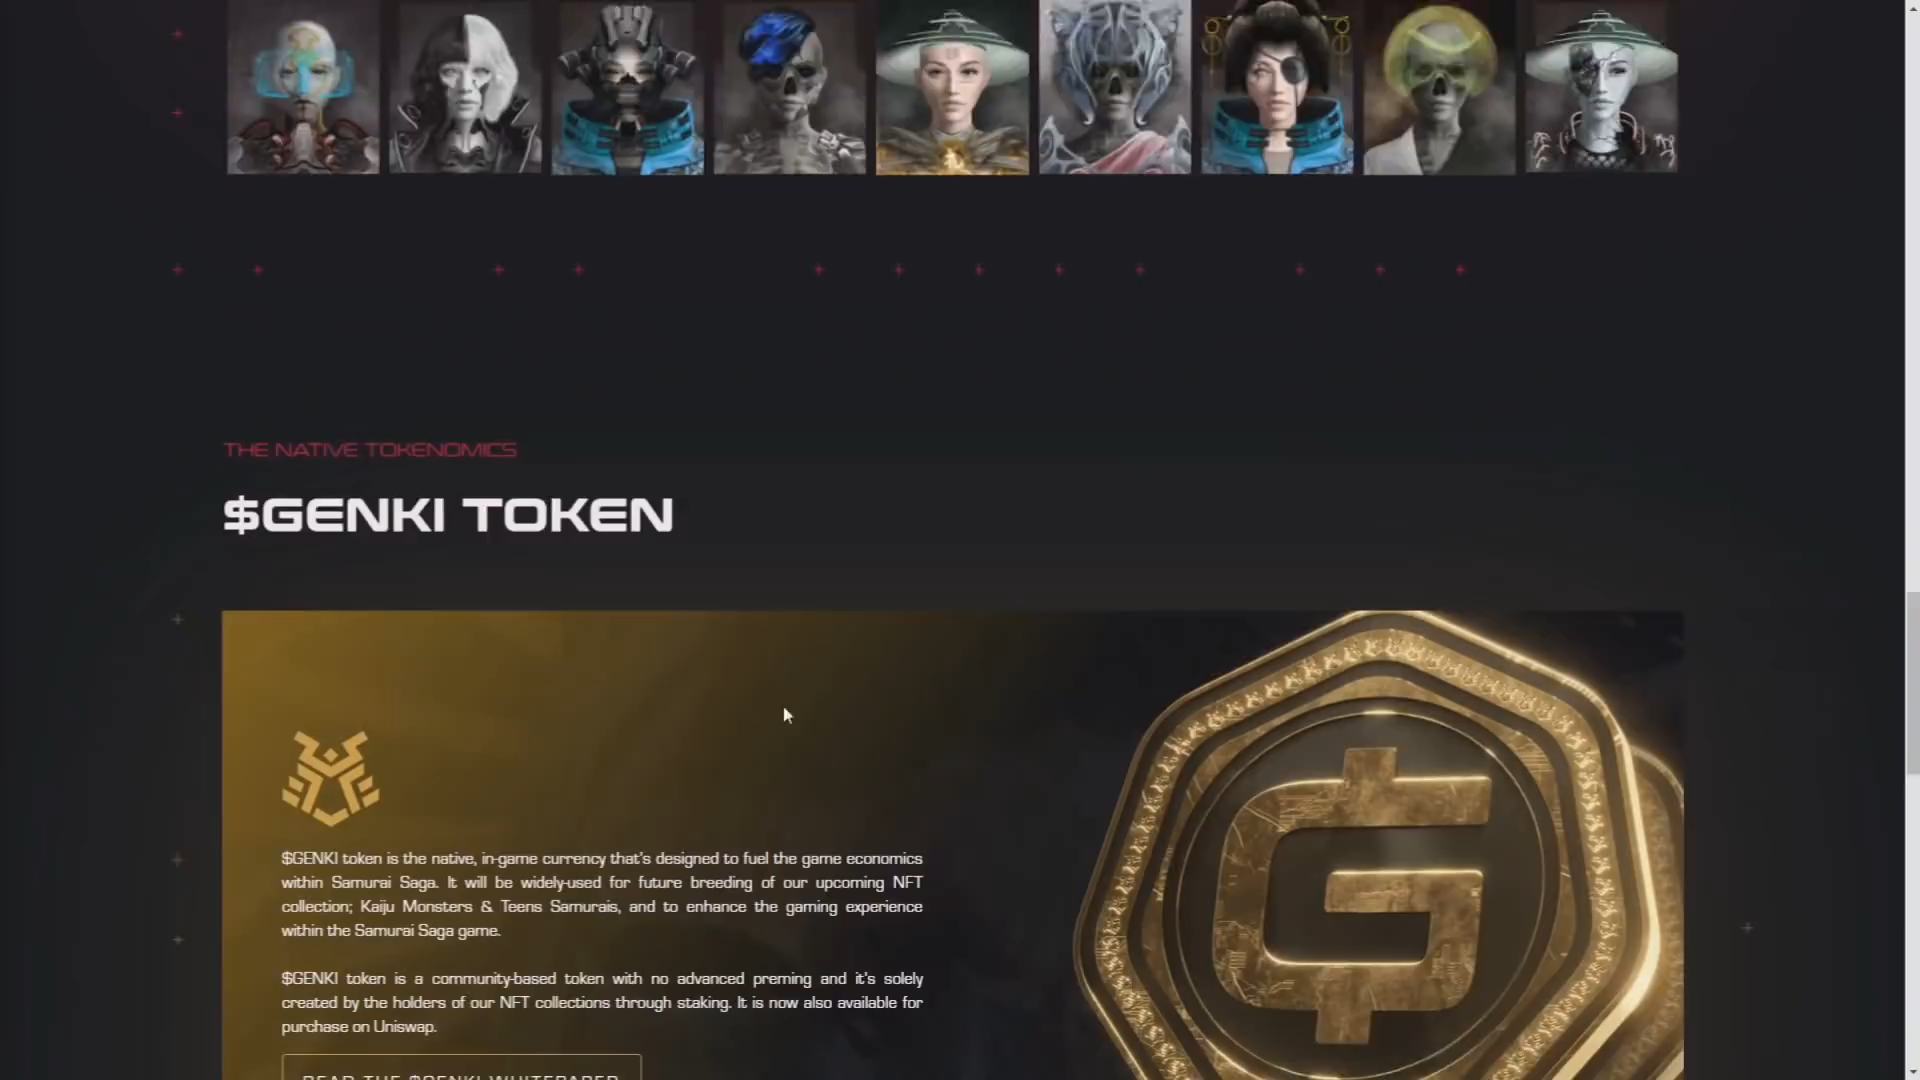 THE NATIVE TOKENOMICS
$GENKI TOKEN
$GENKI token is the native, in-game currency that's designed to fuel the game economics
within Samurai Saga. It will be widely-used for future breeding of our upcoming NFT
collection; Kaiju Monsters & Teens Samurais, and to enhance the gaming experience
within the Samurai Saga game.
$GENKI token is a community-based token with no advanced preming and it's solely
created by the holders of our NFT collections through staking. It is now also available for
purchase on Uniswap.
READ THE $GENKI WHITEPAPER